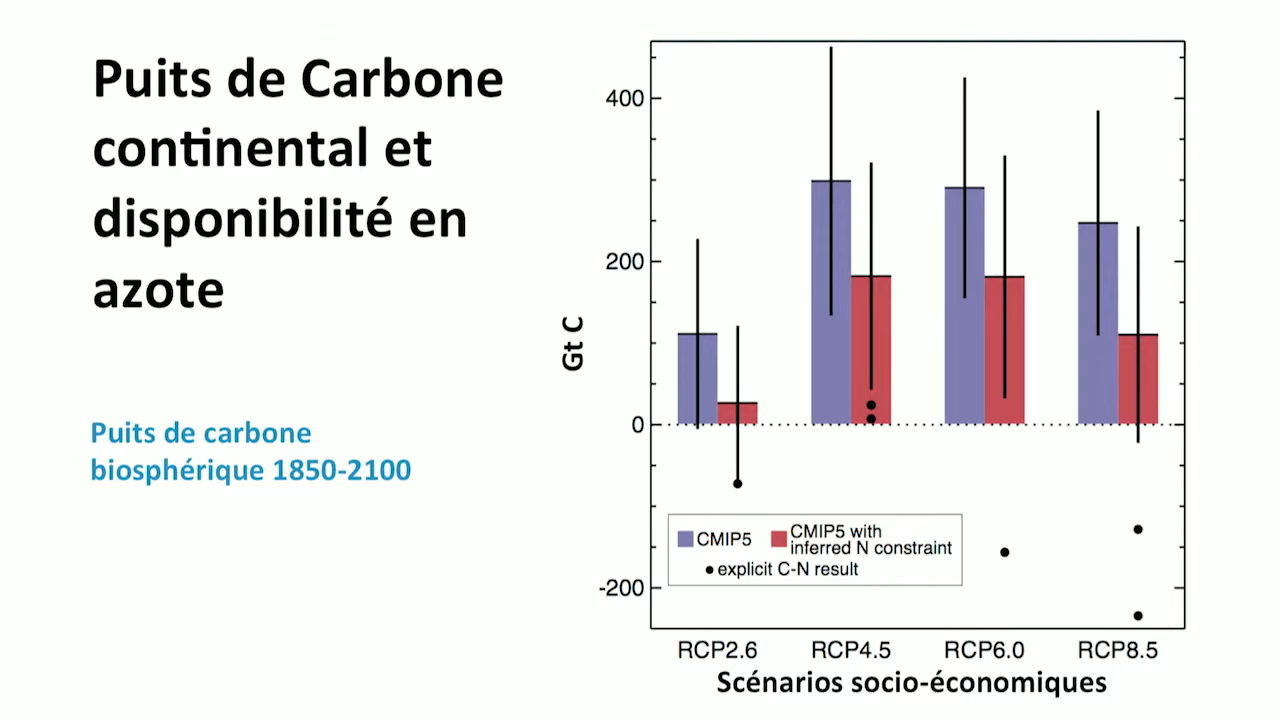 Puits de Carbone
continental et
disponibilité en
azote
Puits de carbone
biosphérique 1850-2100
Gt C
400
200
0
-200
CMIP5
CMIP5 with
inferred N constraint
explicit C-N result
RCP2.6
RCP4.5
RCP6.0
RCP8.5
Scénarios socio-économiques